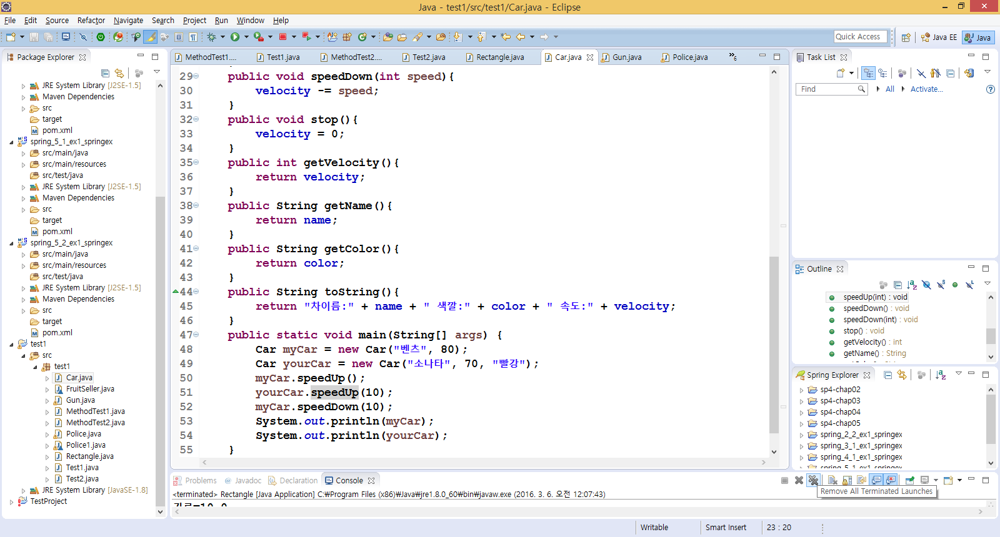 Java - test1/src/test1/Car.java - Eclipse
File Edit Source Refactor Navigate Search Project Run Window Help
Quick Access
Java EE
Java
Package Explorer
JRE System Library [J2SE-1.5]
Maven Dependencies
src
target
pom.xml
spring_5_1_ex1_springex
src/main/java
src/main/resources
src/test/java
JRE System Library [J2SE-1.5]
Maven Dependencies
src
target
pom.xml
spring_5_2_ex1_springex
src/main/java
src/main/resources
src/test/java
JRE System Library [J2SE-1.5]
Maven Dependencies
src
target
pom.xml
test1
src
test1
Car.java
FruitSeller.java
Gun.java
MethodTest1.java
MethodTest2.java
Police.java
Police1.java
Rectangle.java
Test1.java
Test2.java
JRE System Library [JavaSE-1.8]
TestProject
MethodTest1.... Test1.java MethodTest2.... Test2.java Rectangle.java Car.java Gun.java Police.java »6
29 public void speedDown(int speed){
30 velocity -= speed;
31 }
32 public void stop(){
33 velocity = 0;
34 }
35 public int getVelocity(){
36 return velocity;
37 }
38 public String getName(){
39 return name;
40 }
41 public String getColor(){
42 return color;
43 }
44 public String toString(){
45 return "차이름:" + name + " 색깔:" + color + " 속도:" + velocity;
46 }
47 public static void main(String[] args) {
48 Car myCar = new Car("벤츠", 80);
49 Car yourCar = new Car("소나타", 70, "빨강");
50 myCar.speedUp();
51 yourCar.speedUp(10);
52 myCar.speedDown(10);
53 System.out.println(myCar);
54 System.out.println(yourCar);
55 }
Task List
Find
All
Activate...
Outline
speedUp(int) : void
speedDown() : void
speedDown(int) : void
stop() : void
getVelocity() : int
getName() : String
Spring Explorer
sp4-chap02
sp4-chap03
sp4-chap04
sp4-chap05
spring_2_2_ex1_springex
spring_3_1_ex1_springex
spring_4_1_ex1_springex
spring_5_1_ex1_springex
Problems Javadoc Declaration Console
<terminated> Rectangle [Java Application] C:₩Program Files (x86)₩Java₩jre1.8.0_60₩bin₩javaw.exe (2016. 3. 6. 오전 12:07:43)
Remove All Terminated Launches
Writable
Smart Insert
23 : 20